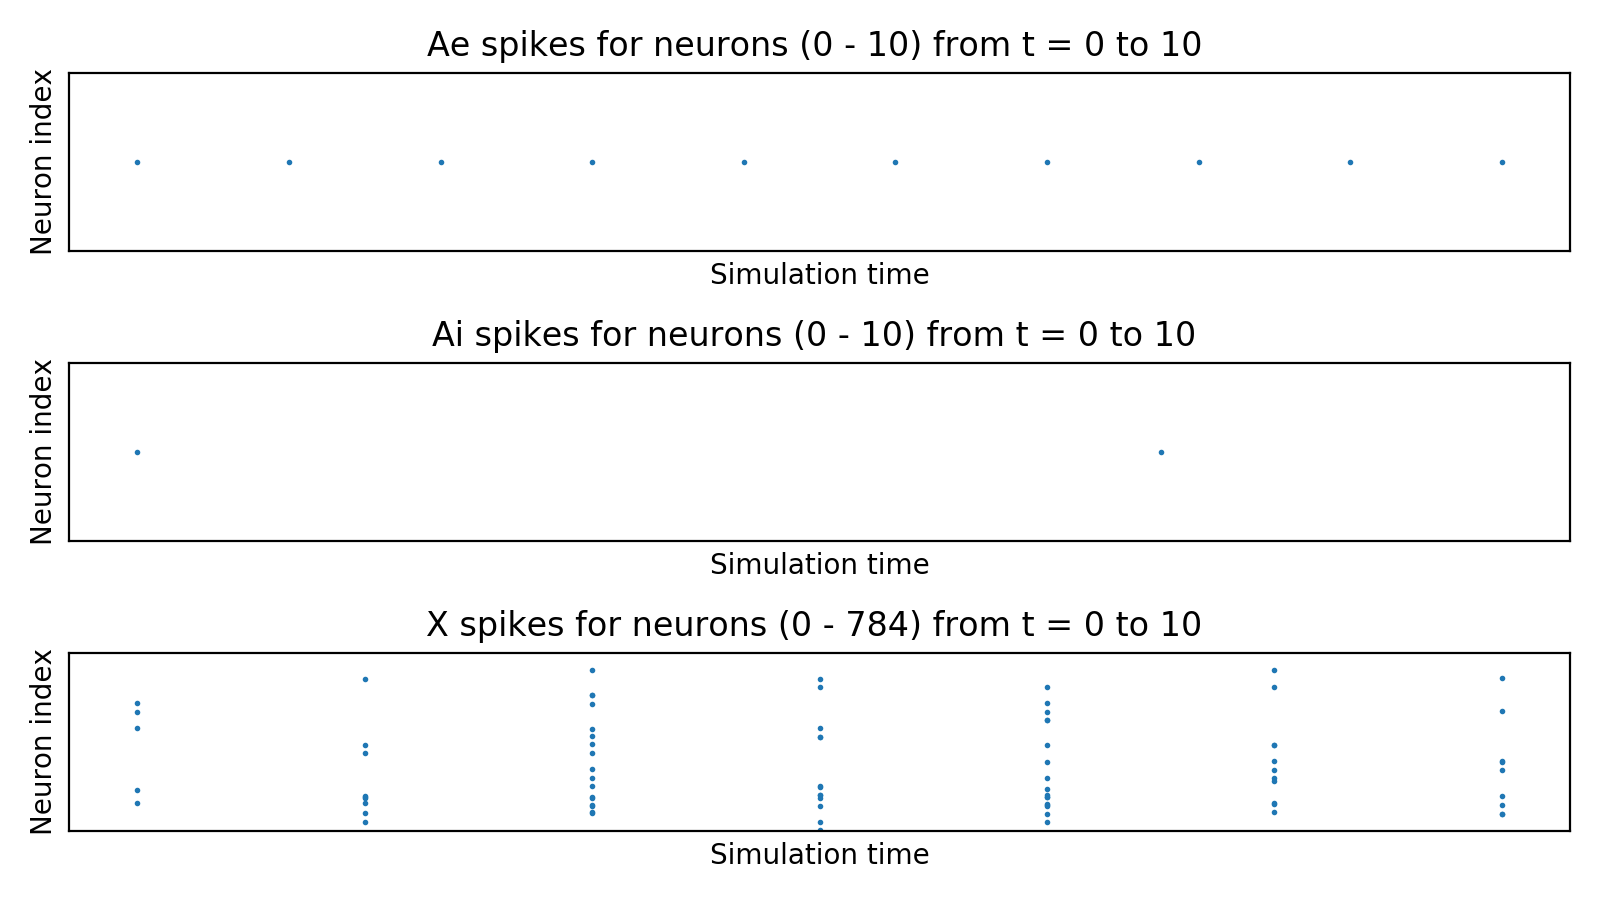 Ae spikes for neurons (0 - 10) from t = 0 to 10
Neuron index
Simulation time
Ai spikes for neurons (0 - 10) from t = 0 to 10
Neuron index
Simulation time
X spikes for neurons (0 - 784) from t = 0 to 10
Neuron index
Simulation time